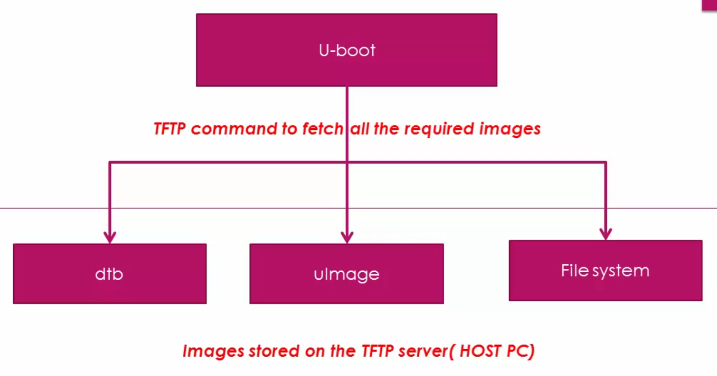 U-boot
TFTP command to fetch all the required images
dtb
uImage
File system
Images stored on the TFTP server( HOST PC)